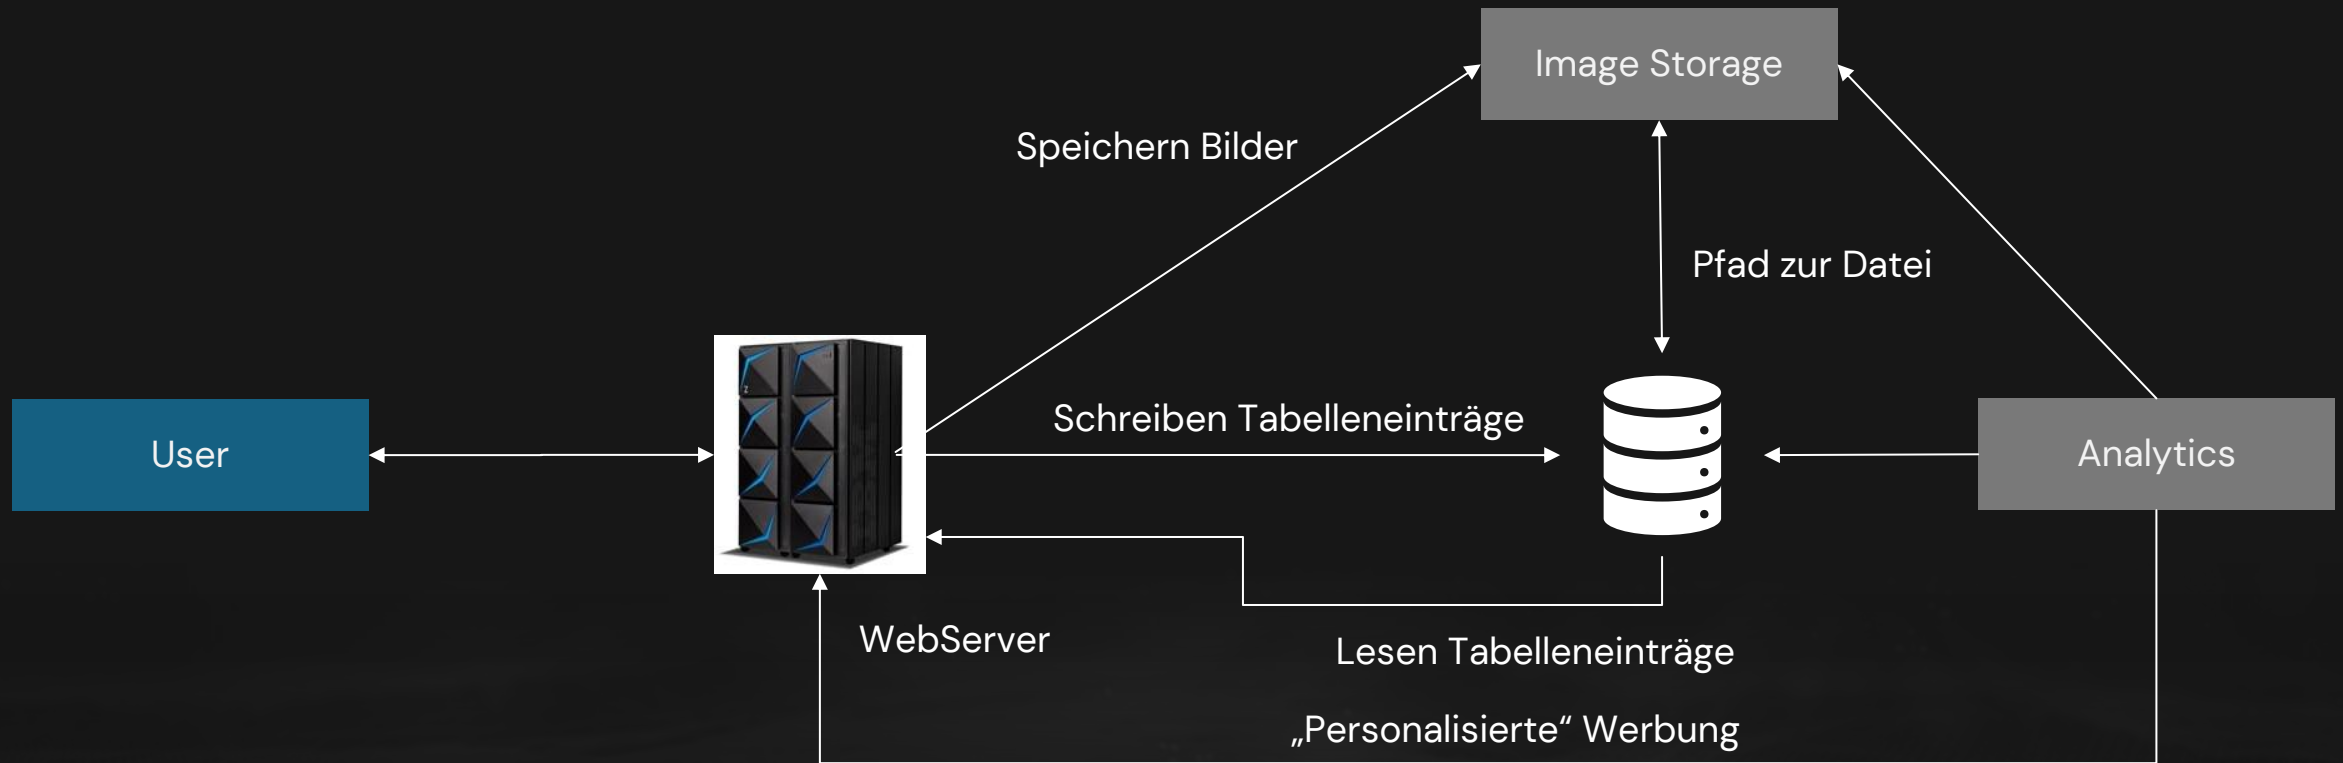 Image Storage
Speichern Bilder
Pfad zur Datei
Schreiben Tabelleneinträge
User
Analytics
WebServer
Lesen Tabelleneinträge
„Personalisierte“ Werbung